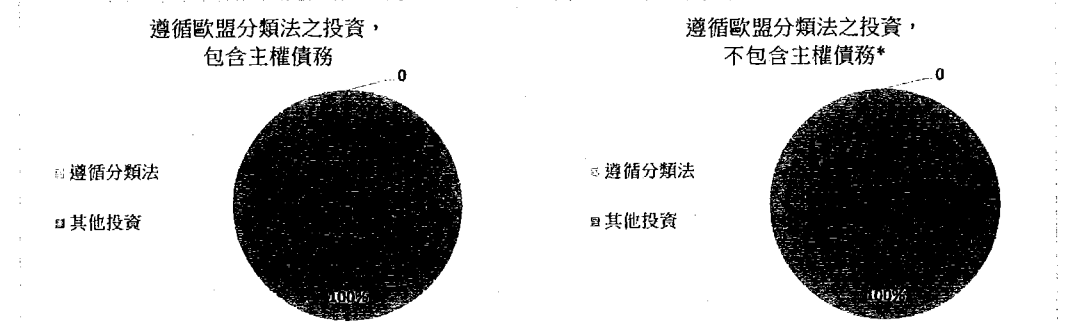 遵循歐盟分類法之投資，
包含主權債務
0
遵循分類法
其他投資
100%
遵循歐盟分類法之投資，
不包含主權債務*
0
遵循分類法
其他投資
100%